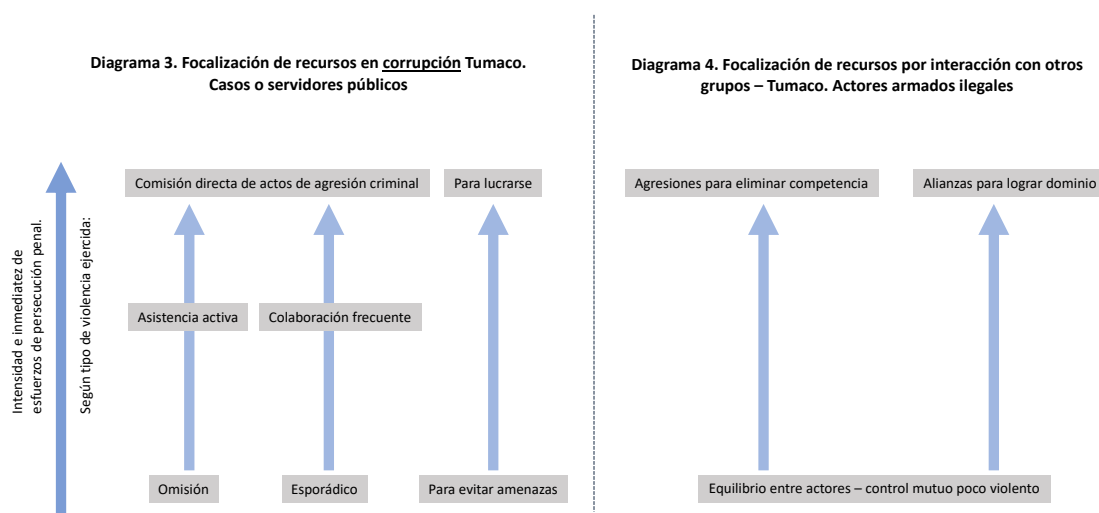 Diagrama 3. Focalización de recursos en corrupción Tumaco.
Casos o servidores públicos
Intensidad e inmediatez de
esfuerzos de persecución penal.
Según tipo de violencia ejercida:
Comisión directa de actos de agresión criminal
Para lucrarse
Asistencia activa
Colaboración frecuente
Omisión
Esporádico
Para evitar amenazas
Diagrama 4. Focalización de recursos por interacción con otros
grupos – Tumaco. Actores armados ilegales
Agresiones para eliminar competencia
Alianzas para lograr dominio
Equilibrio entre actores – control mutuo poco violento